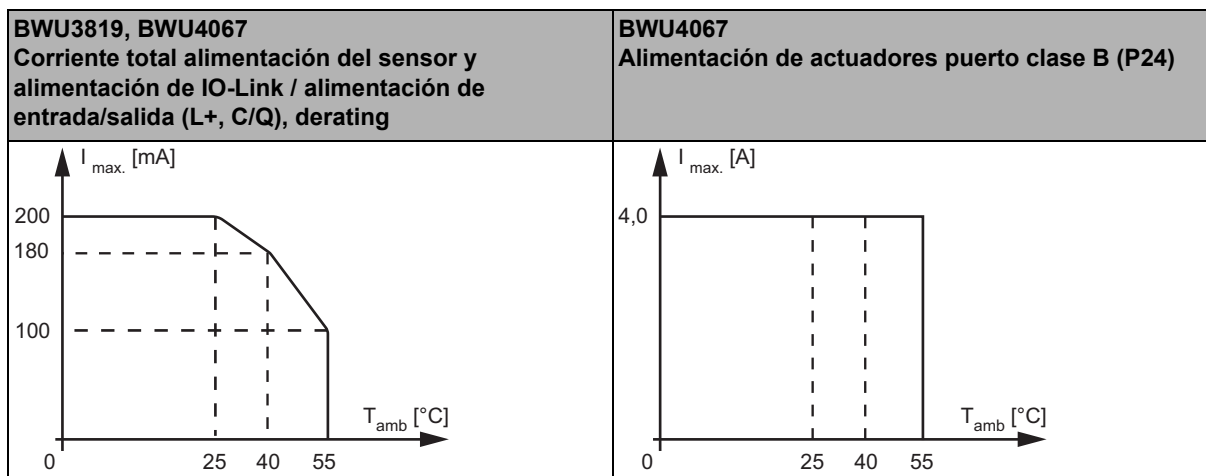 BWU3819, BWU4067
Corriente total alimentación del sensor y
alimentación de IO-Link / alimentación de
entrada/salida (L+, C/Q), derating
BWU4067
Alimentación de actuadores puerto clase B (P24)
I max. [mA]
200
180
100
T amb [°C]
0 25 40 55
I max. [A]
4,0
T amb [°C]
0 25 40 55